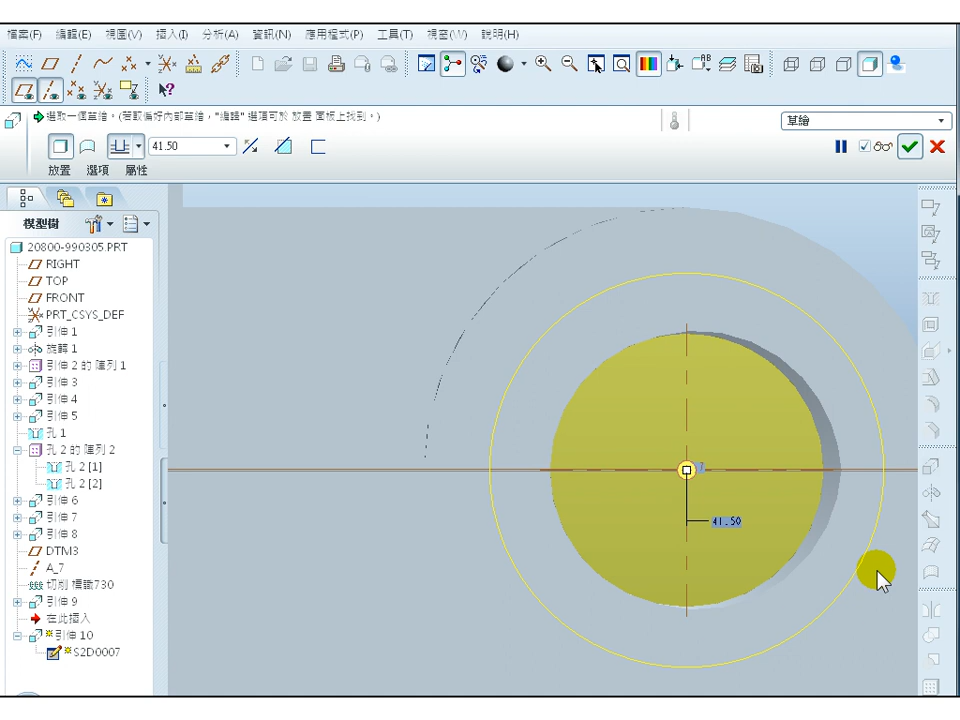 檔案(F) 編輯(E) 視圖(V) 插入(I) 分析(A) 資訊(N) 應用程式(P) 工具(T) 視窗(W) 說明(H)
選取一個草繪。(若取偏好內部草繪，"編輯" 選項可於 放置 面板上找到。)
草繪
41.50
放置 選項 屬性
模型樹
20800-990305.PRT
RIGHT
TOP
FRONT
PRT_CSYS_DEF
引伸 1
旋轉 1
引伸 2 的 陣列 1
引伸 3
引伸 4
引伸 5
孔 1
孔 2 的 陣列 2
孔 2 [1]
孔 2 [2]
引伸 6
引伸 7
引伸 8
DTM3
A_7
切削 標識730
引伸 9
在此插入
引伸 10
S2D0007
41.50